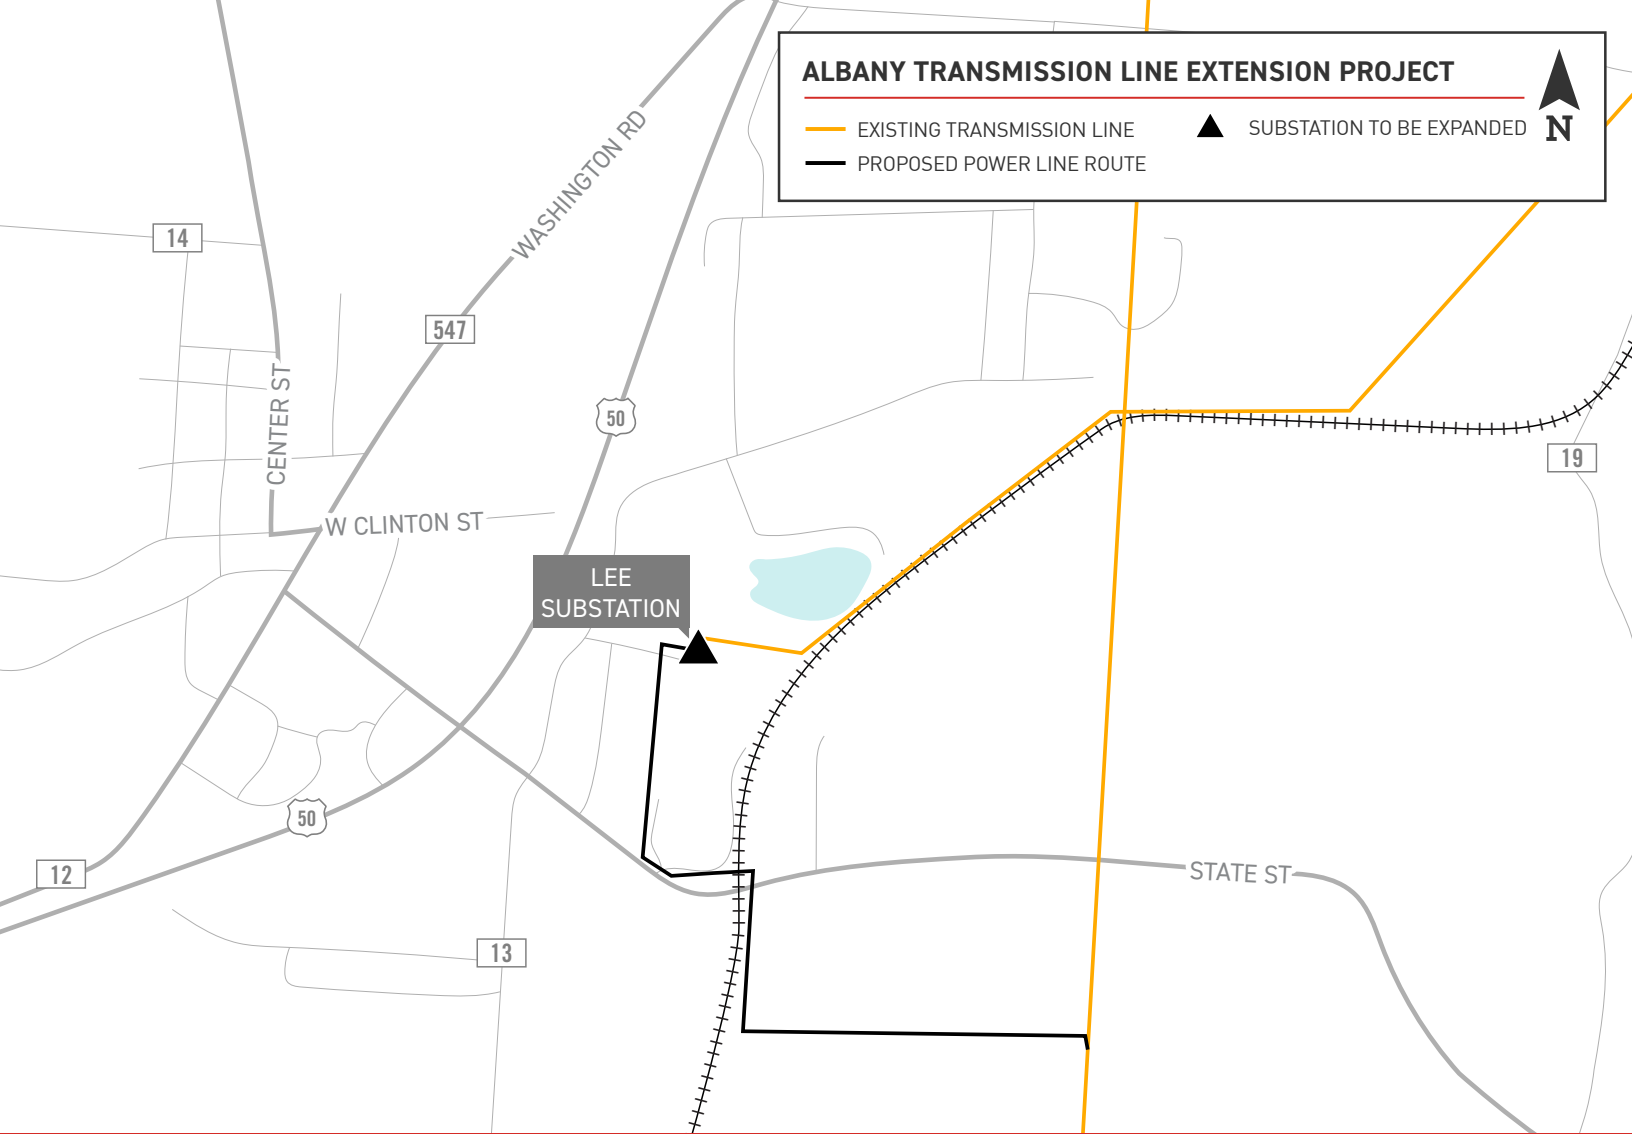 ALBANY TRANSMISSION LINE EXTENSION PROJECT
EXISTING TRANSMISSION LINE
SUBSTATION TO BE EXPANDED
N
PROPOSED POWER LINE ROUTE
WASHINGTON RD
14
547
CENTER ST
50
19
W CLINTON ST
LEE
SUBSTATION
50
12
STATE ST
13